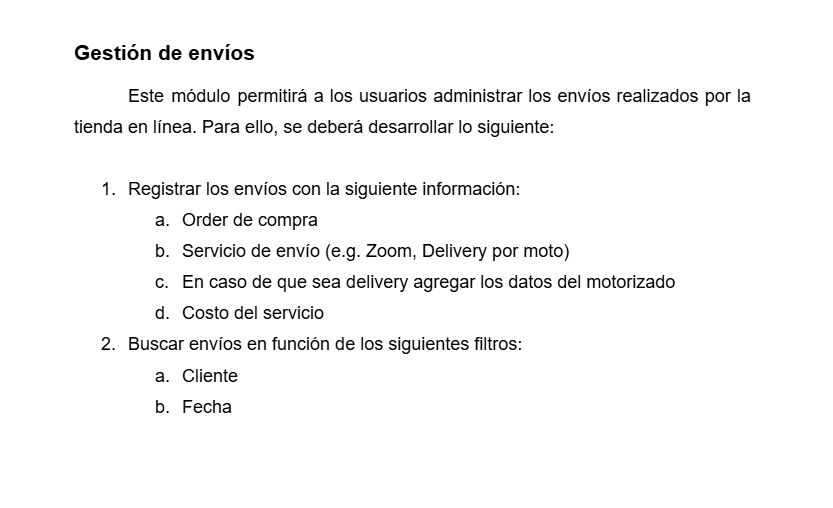 Gestión de envíos
Este módulo permitirá a los usuarios administrar los envíos realizados por la
tienda en línea. Para ello, se deberá desarrollar lo siguiente:
1. Registrar los envíos con la siguiente información:
a. Order de compra
b. Servicio de envío (e.g. Zoom, Delivery por moto)
c. En caso de que sea delivery agregar los datos del motorizado
d. Costo del servicio
2. Buscar envíos en función de los siguientes filtros:
a. Cliente
b. Fecha